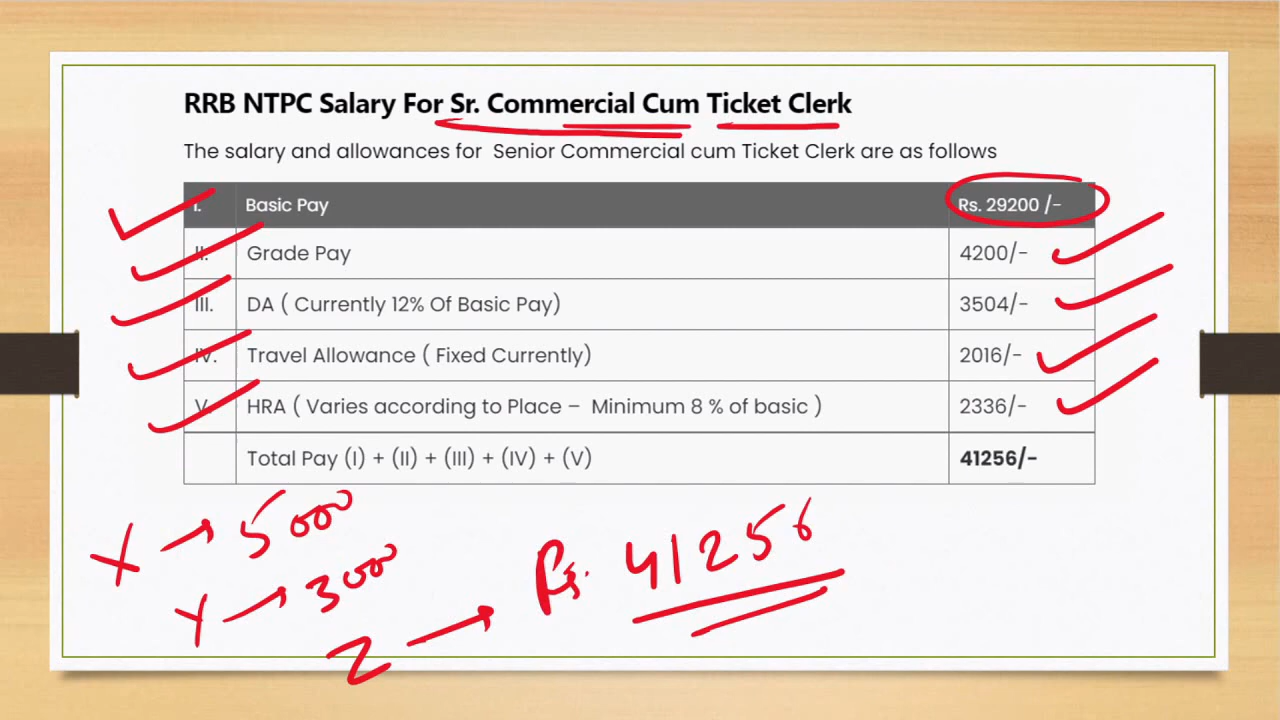 RRB NTPC Salary For Sr. Commercial Cum Ticket Clerk
The salary and allowances for Senior Commercial cum Ticket Clerk are as follows
I. Basic Pay Rs. 29200 /-
II. Grade Pay 4200/-
III. DA ( Currently 12% Of Basic Pay) 3504/-
IV. Travel Allowance ( Fixed Currently) 2016/-
V. HRA ( Varies according to Place – Minimum 8 % of basic ) 2336/-
Total Pay (I) + (II) + (III) + (IV) + (V) 41256/-
X → 5000
Y → 3000
Z → Rs. 41256